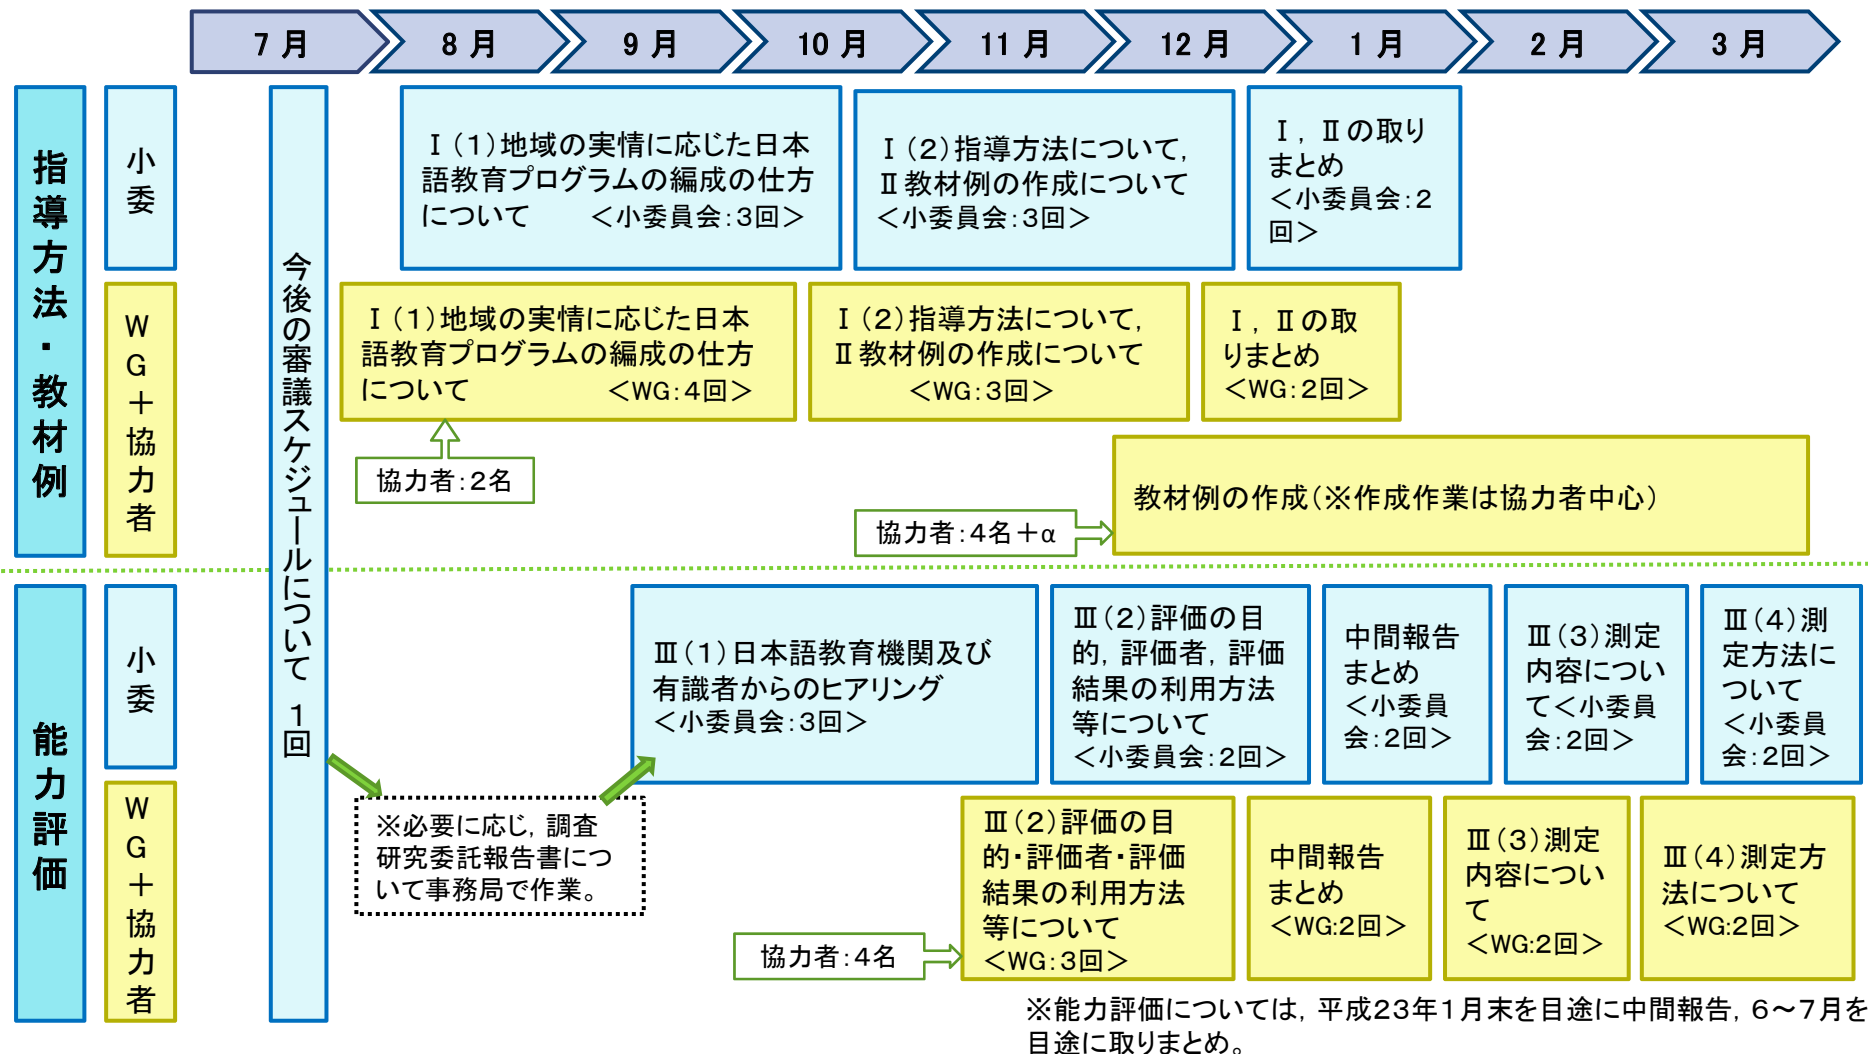 7 月
8 月
9 月
10 月
11 月
12 月
1 月
2 月
3 月
指導方法・教材例
小委
WG＋協力者
今後の審議スケジュールについて　1回
Ⅰ（１）地域の実情に応じた日本
語教育プログラムの編成の仕方
について　　＜小委員会：３回＞
Ⅰ（２）指導方法について，
Ⅱ教材例の作成について
＜小委員会：３回＞
Ⅰ，Ⅱの取り
まとめ
＜小委員会：２
回＞
Ⅰ（１）地域の実情に応じた日本
語教育プログラムの編成の仕方
について　　＜WG：４回＞
Ⅰ（２）指導方法について，
Ⅱ教材例の作成について
＜WG：３回＞
Ⅰ，Ⅱの取
りまとめ
＜WG：２回＞
協力者：２名
教材例の作成（※作成作業は協力者中心）
協力者：４名＋α
能力評価
小委
WG＋協力者
Ⅲ（１）日本語教育機関及び
有識者からのヒアリング
＜小委員会：３回＞
Ⅲ（２）評価の目
的，評価者，評価
結果の利用方法
等について
＜小委員会：２回＞
中間報告
まとめ
＜小委員
会：２回＞
Ⅲ（３）測定
内容につい
て＜小委員
会：２回＞
Ⅲ（４）測
定方法に
ついて
＜小委員
会：２回＞
※必要に応じ，調査
研究委託報告書につ
いて事務局で作業。
Ⅲ（２）評価の目
的・評価者・評価
結果の利用方法
等について
＜WG：３回＞
中間報告
まとめ
＜WG:２回＞
Ⅲ（３）測定
内容につい
て
＜WG:２回＞
Ⅲ（４）測定方
法について
＜WG:２回＞
協力者：４名
※能力評価については，平成２３年１月末を目途に中間報告，６～７月を
目途に取りまとめ。